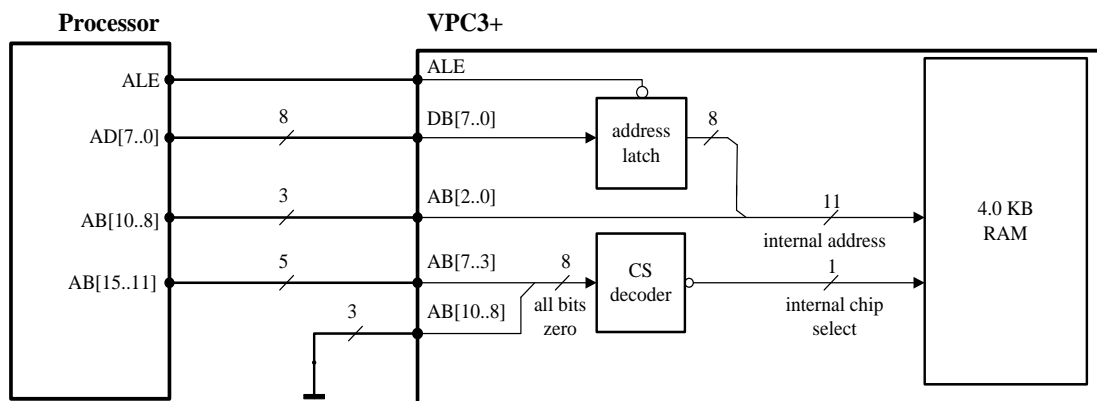 Processor
VPC3+
ALE
ALE
AD[7..0]
8
DB[7..0]
address
latch
8
AB[10..8]
3
AB[2..0]
11
internal address
4.0 KB
RAM
AB[15..11]
5
AB[7..3]
8
all bits
zero
CS
decoder
1
internal chip
select
3
AB[10..8]